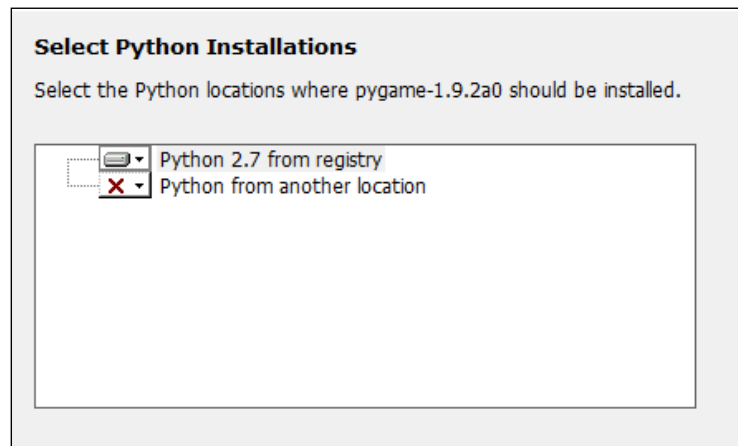 Select Python Installations
Select the Python locations where pygame-1.9.2a0 should be installed.
Python 2.7 from registry
Python from another location